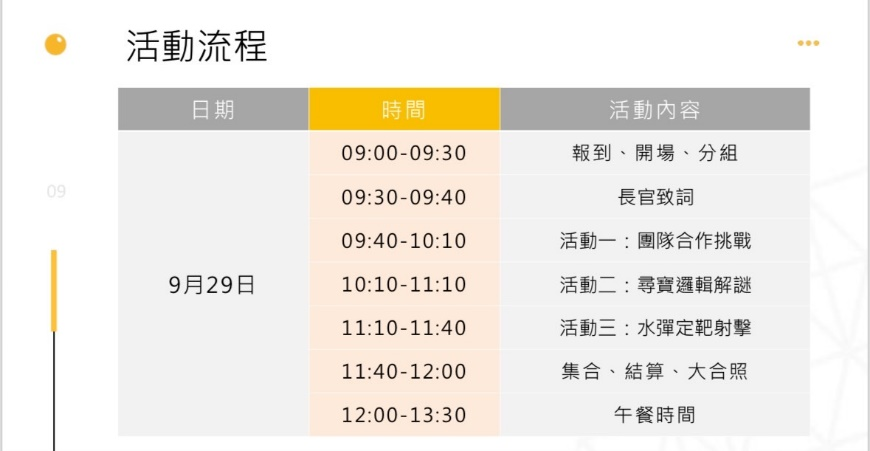 活動流程
日期 時間 活動內容
09:00-09:30 報到、開場、分組
09
09:30-09:40 長官致詞
09:40-10:10 活動一：團隊合作挑戰
9月29日 10:10-11:10 活動二：尋寶邏輯解謎
11:10-11:40 活動三：水彈定靶射擊
11:40-12:00 集合、結算、大合照
12:00-13:30 午餐時間